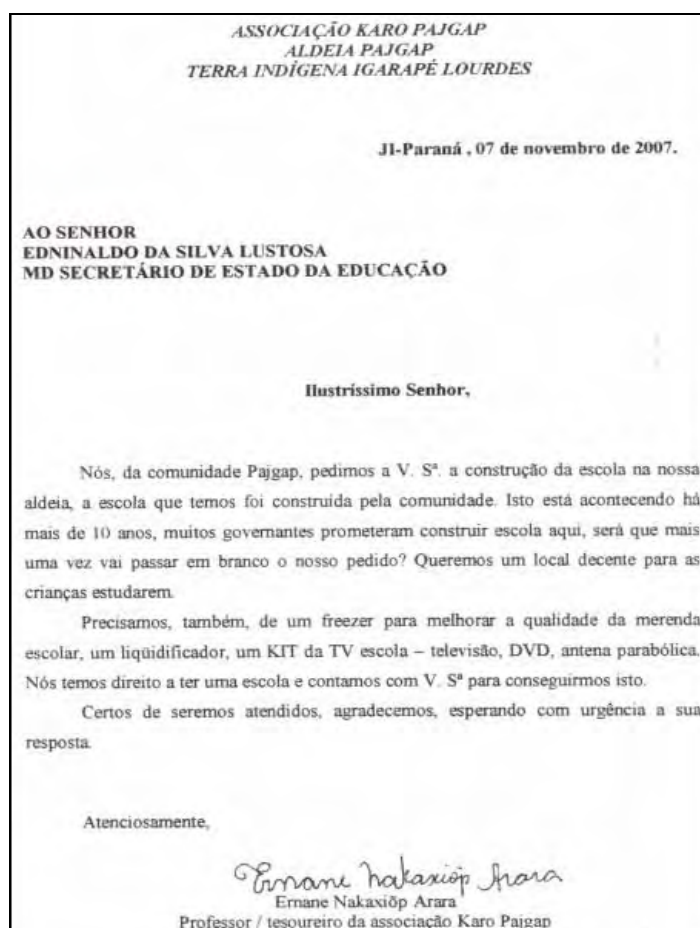 ASSOCIAÇÃO KARO PAJGAP
ALDEIA PAJGAP
TERRA INDÍGENA IGARAPÉ LOURDES
JI-Paraná , 07 de novembro de 2007.
AO SENHOR
EDNINALDO DA SILVA LUSTOSA
MD SECRETÁRIO DE ESTADO DA EDUCAÇÃO
Ilustríssimo Senhor,
Nós, da comunidade Pajgap, pedimos a V. Sª. a construção da escola na nossa
aldeia, a escola que temos foi construída pela comunidade. Isto está acontecendo há
mais de 10 anos, muitos governantes prometeram construir escola aqui, será que mais
uma vez vai passar em branco o nosso pedido? Queremos um local decente para as
crianças estudarem.
Precisamos, também, de um freezer para melhorar a qualidade da merenda
escolar, um liqüidificador, um KIT da TV escola – televisão, DVD, antena parabólica.
Nós temos direito a ter uma escola e contamos com V. Sª para conseguirmos isto.
Certos de seremos atendidos, agradecemos, esperando com urgência a sua
resposta.
Atenciosamente,
Ernane Nakaxiõp Arara
Ernane Nakaxiõp Arara
Professor / tesoureiro da associação Karo Pajgap